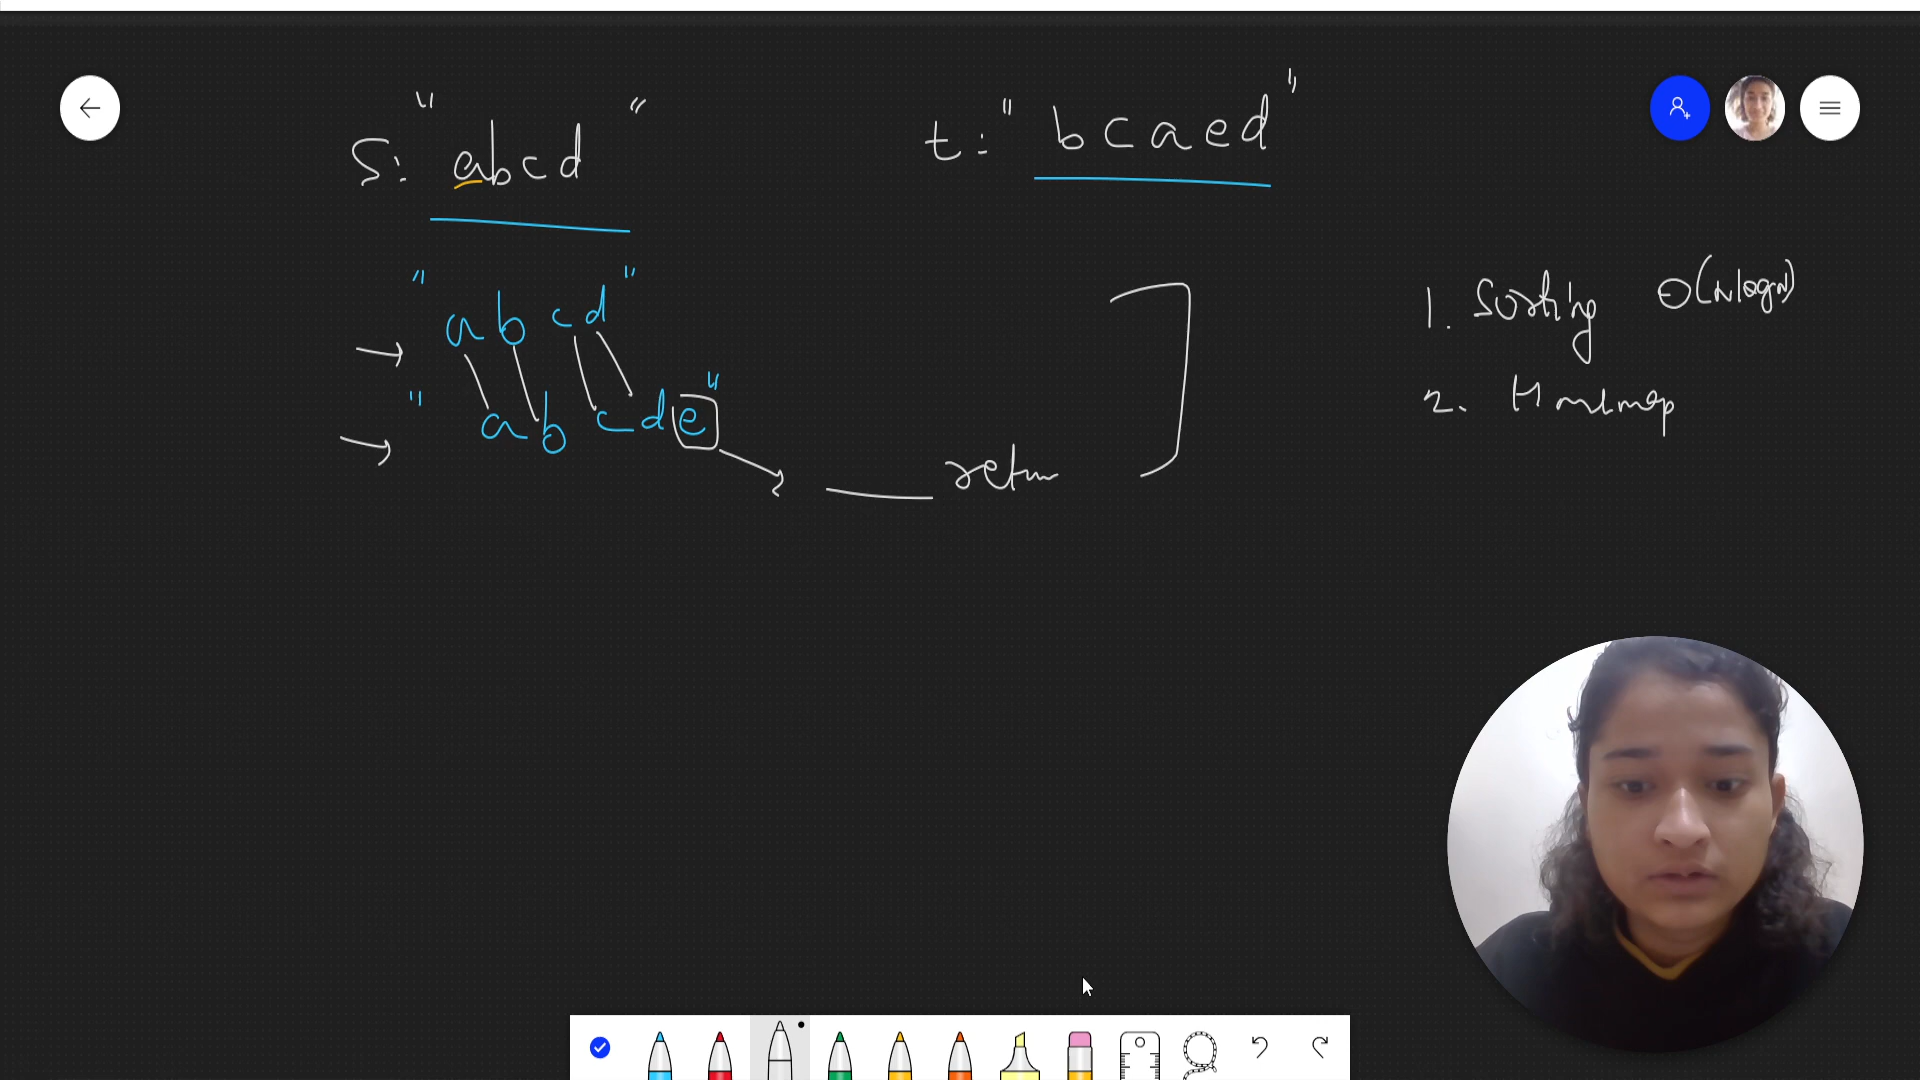 s: "abcd"
t: "bcaed"
"abcd"
"abcde"
return
1. Sorting O(nlogn)
2. Hashmap